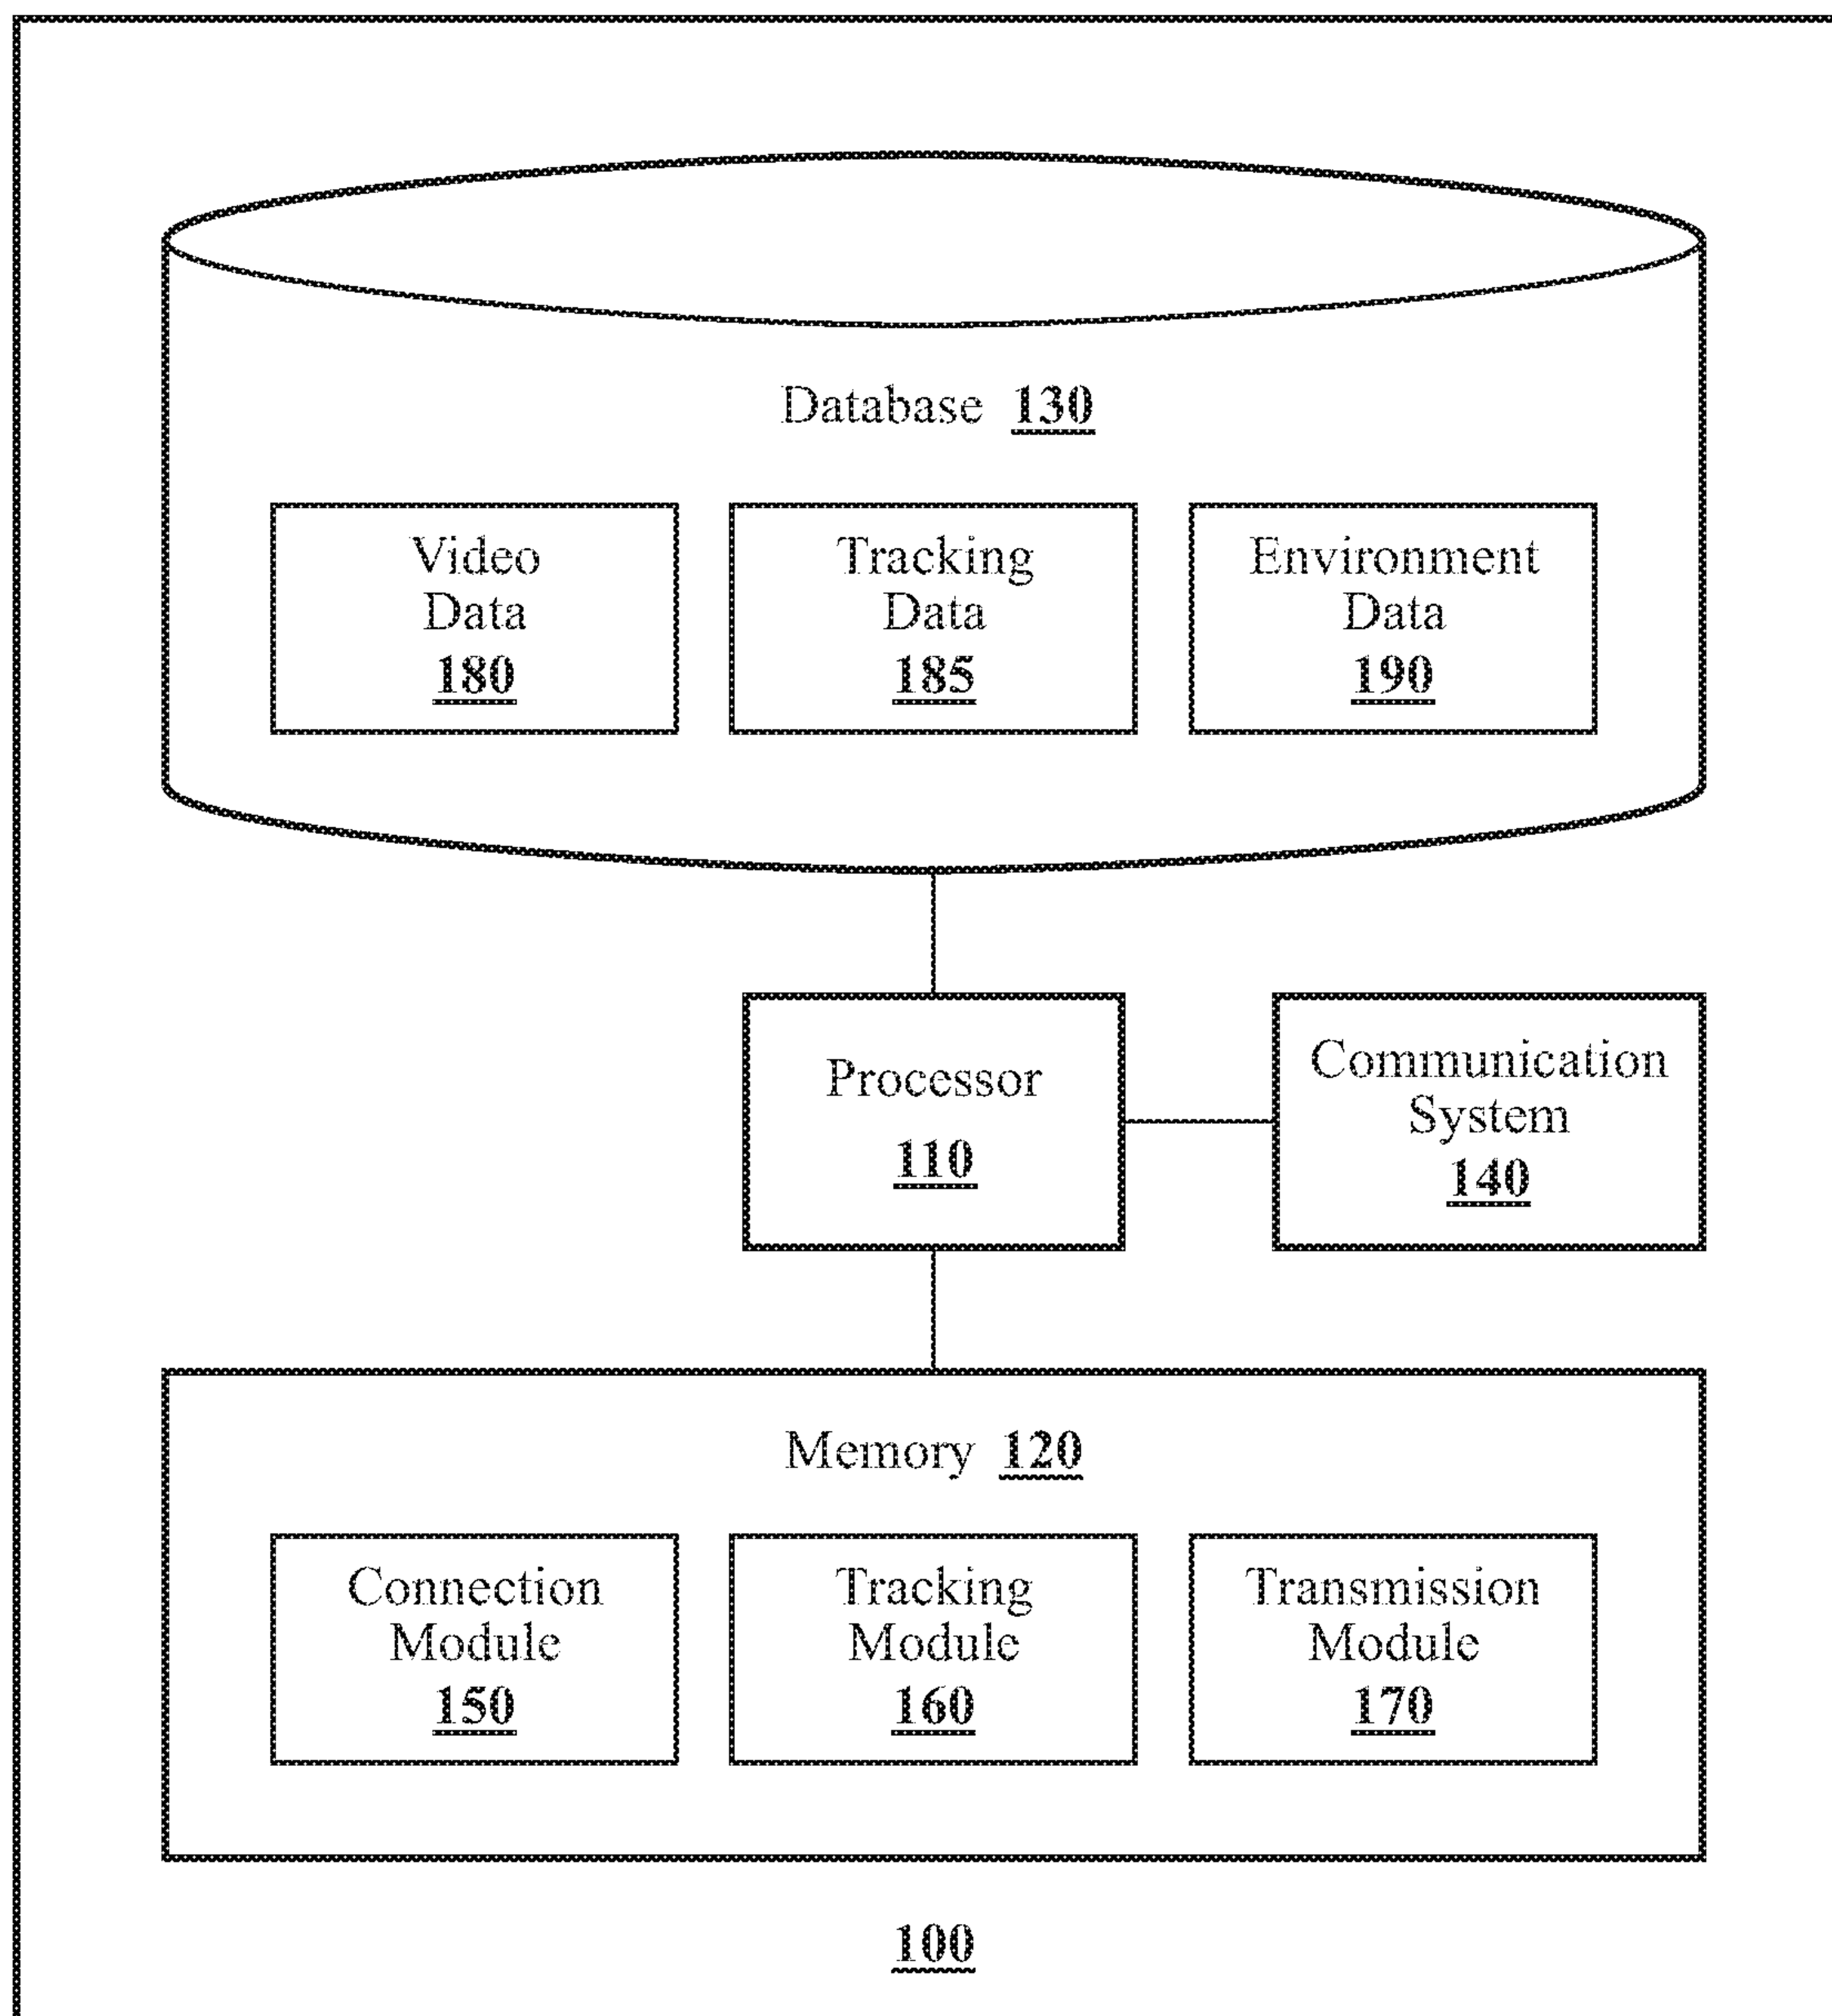 Database 130
Video
Data
180
Tracking
Data
185
Environment
Data
190
Processor
110
Communication
System
140
Memory 120
Connection
Module
150
Tracking
Module
160
Transmission
Module
170
100